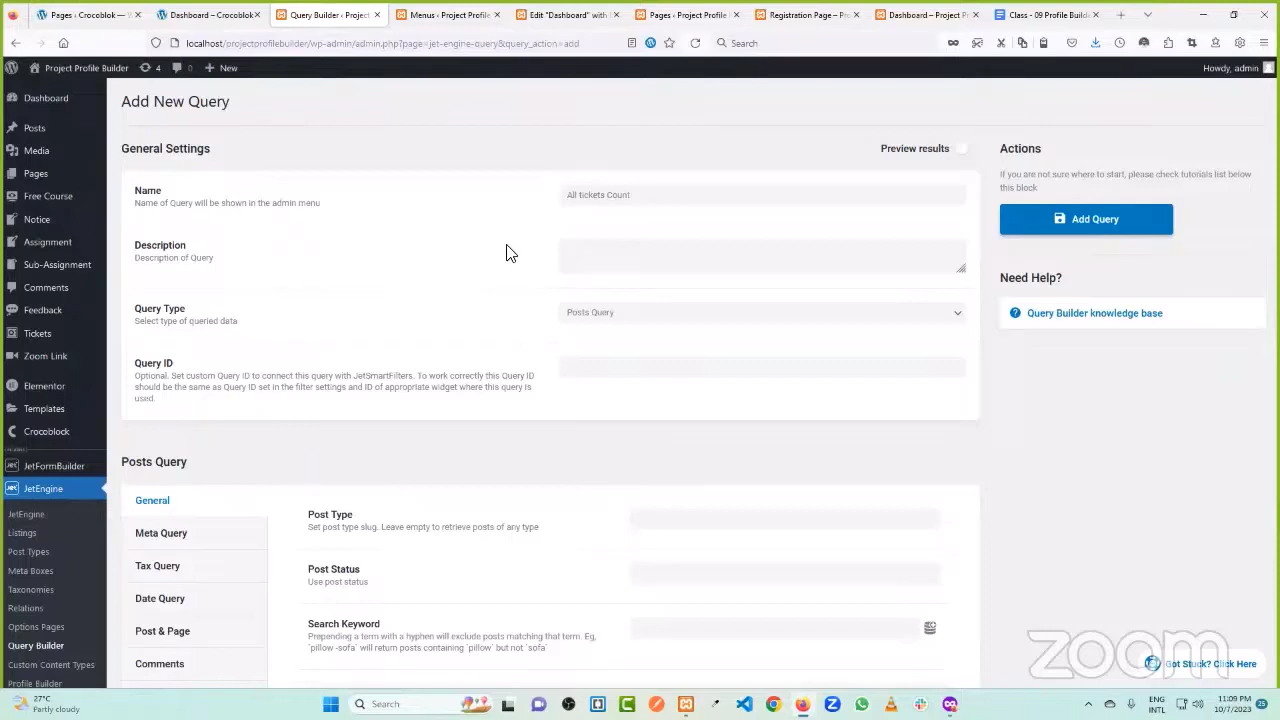 Pages ‹ Projects X
Dashboard ‹ Crocoblock
Query Builder ‹ Project
Menus ‹ Project Profile B
Edit "Dashboard" with
Pages ‹ Project Profile B
Registration Page – Pro
Dashboard – Project Pr
Class - 09 Profile Build
localhost/projectprofilebuilder/wp-admin/admin.php?page=jet-engine-query&query_action=add
Search
Project Profile Builder
4
0
New
Howdy, admin
Dashboard
Posts
Media
Pages
Free Course
Notice
Assignment
Sub-Assignment
Comments
Feedback
Tickets
Zoom Link
Elementor
Templates
Crocoblock
JetFormBuilder
JetEngine
JetEngine
Listings
Post Types
Meta Boxes
Taxonomies
Relations
Options Pages
Query Builder
Custom Content Types
Profile Builder
Add New Query
General Settings
Preview results
Name
Name of Query will be shown in the admin menu
All tickets Count
Description
Description of Query
Query Type
Select type of queried data
Posts Query
Query ID
Optional. Set custom Query ID to connect this query with JetSmartFilters. To work correctly this Query ID
should be the same as Query ID set in the filter settings and ID of appropriate widget where this query is
used.
Posts Query
General
Meta Query
Tax Query
Date Query
Post & Page
Comments
Post Type
Set post type slug. Leave empty to retrieve posts of any type
Post Status
Use post status
Search Keyword
Prepending a term with a hyphen will exclude posts matching that term. Eg,
`pillow -sofa` will return posts containing `pillow` but not `sofa`
Actions
If you are not sure where to start, please check tutorials list below
this block
Add Query
Need Help?
Query Builder knowledge base
zoom
Got Stuck? Click Here
27°C
Partly cloudy
Search
ENG
INTL
11:09 PM
10/7/2023